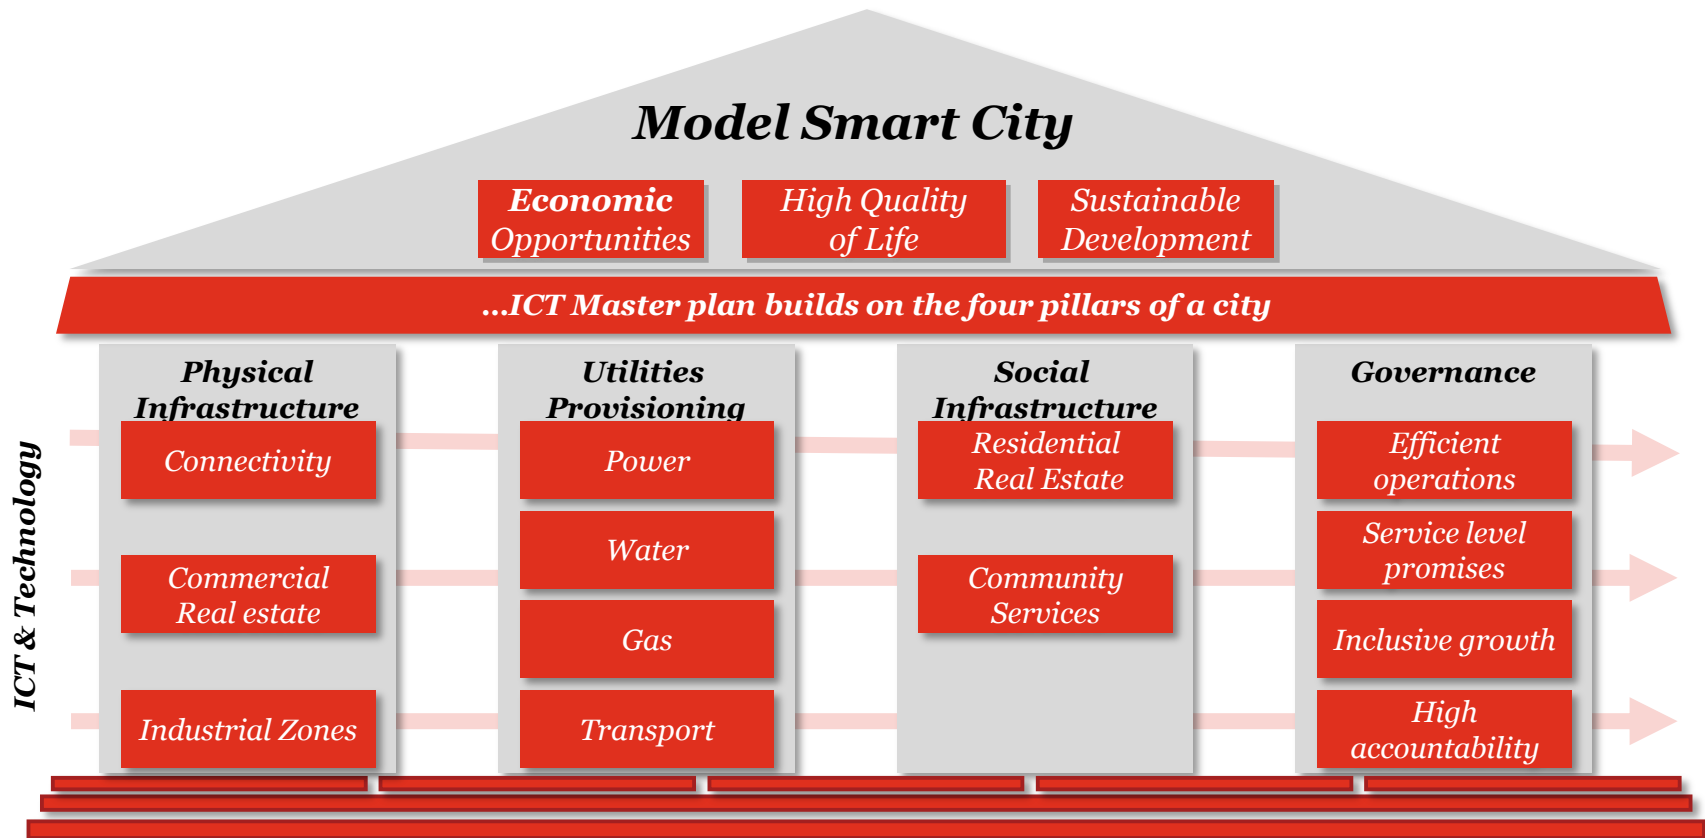 Model Smart City
Economic
Opportunities
High Quality
of Life
Sustainable
Development
...ICT Master plan builds on the four pillars of a city
ICT & Technology
Physical
Infrastructure
Connectivity
Commercial
Real estate
Industrial Zones
Utilities
Provisioning
Power
Water
Gas
Transport
Social
Infrastructure
Residential
Real Estate
Community
Services
Governance
Efficient
operations
Service level
promises
Inclusive growth
High
accountability